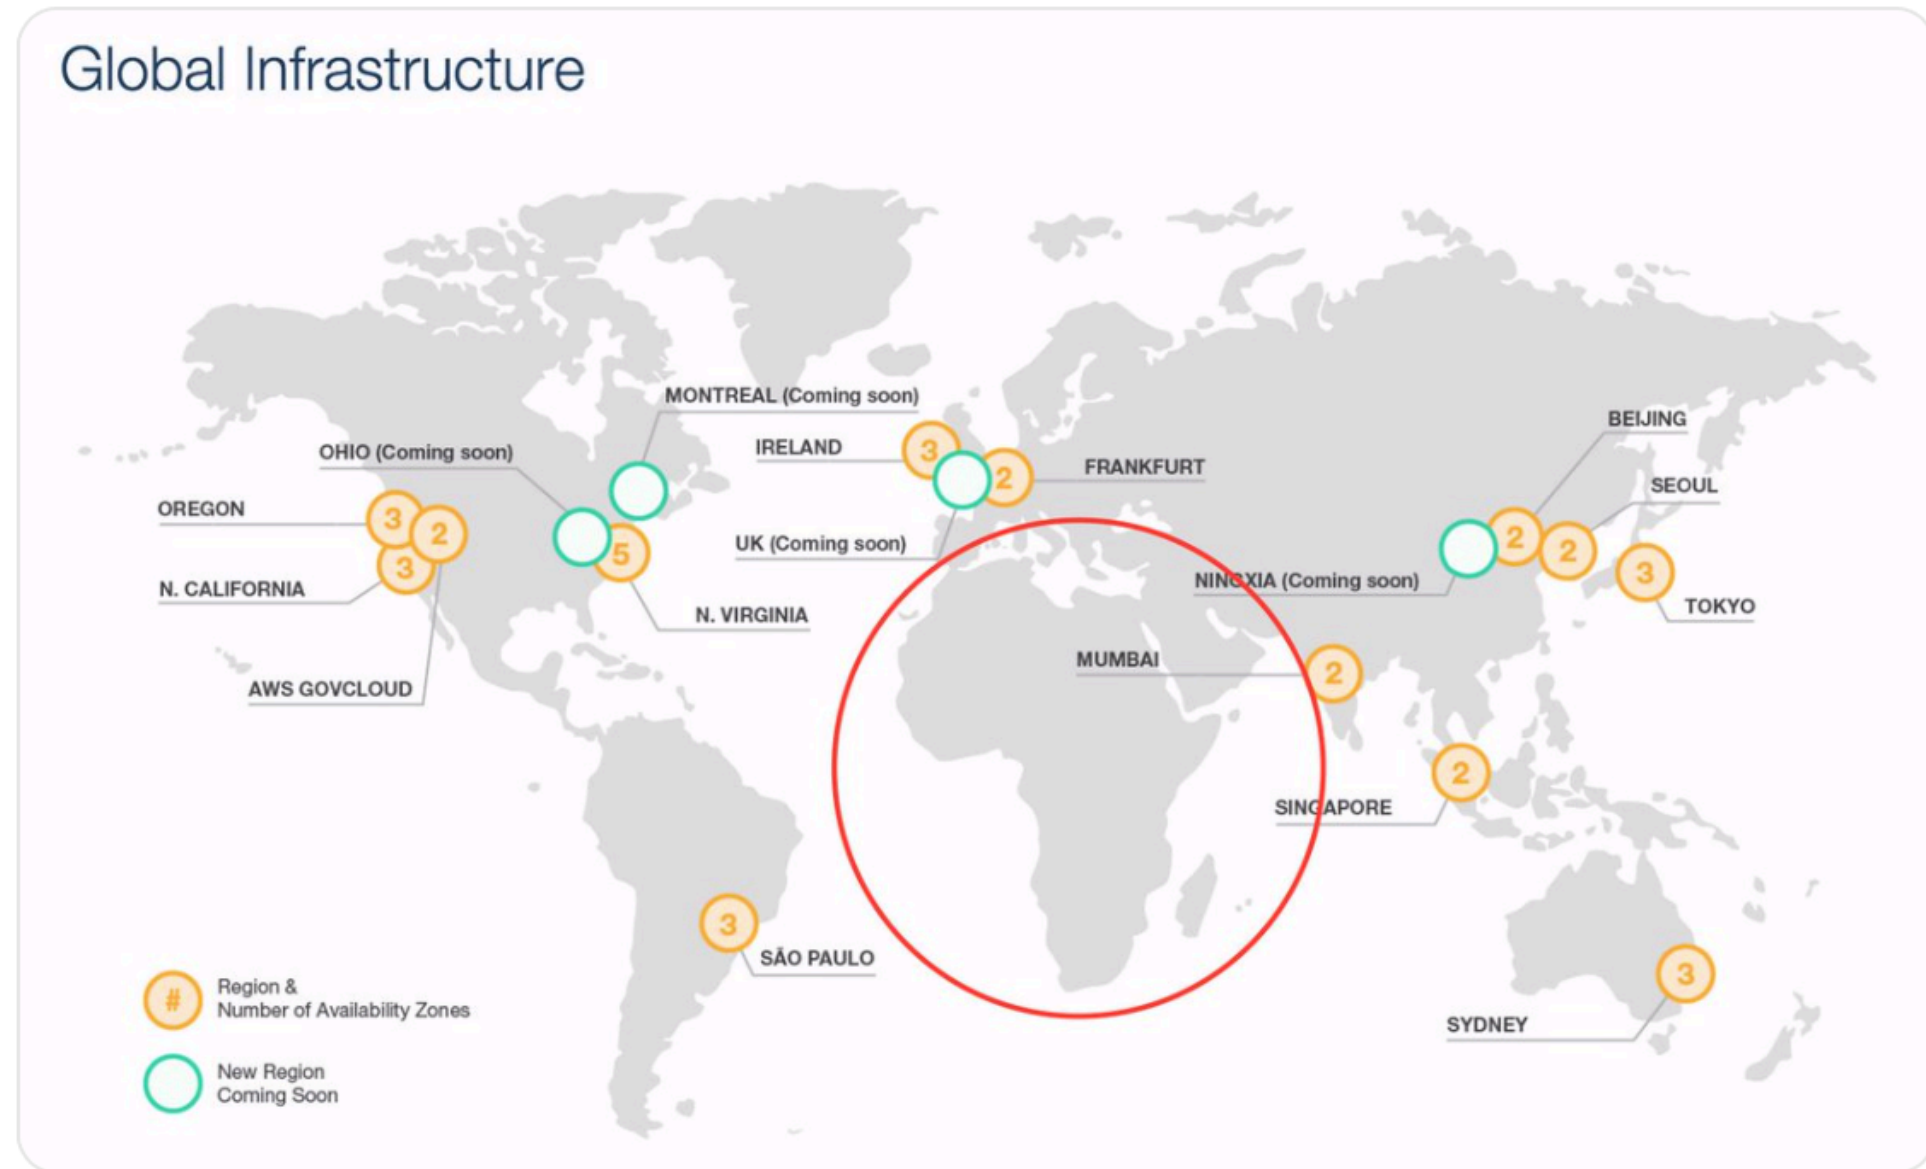 Global Infrastructure
MONTREAL (Coming soon)
OHIO (Coming soon)
IRELAND
3
2
FRANKFURT
BEIJING
SEOUL
OREGON
3
2
3
5
UK (Coming soon)
NINGXIA (Coming soon)
2
2
3
N. CALIFORNIA
N. VIRGINIA
TOKYO
AWS GOVCLOUD
MUMBAI
2
2
SINGAPORE
3
SÃO PAULO
3
SYDNEY
#
Region &
Number of Availability Zones
New Region
Coming Soon